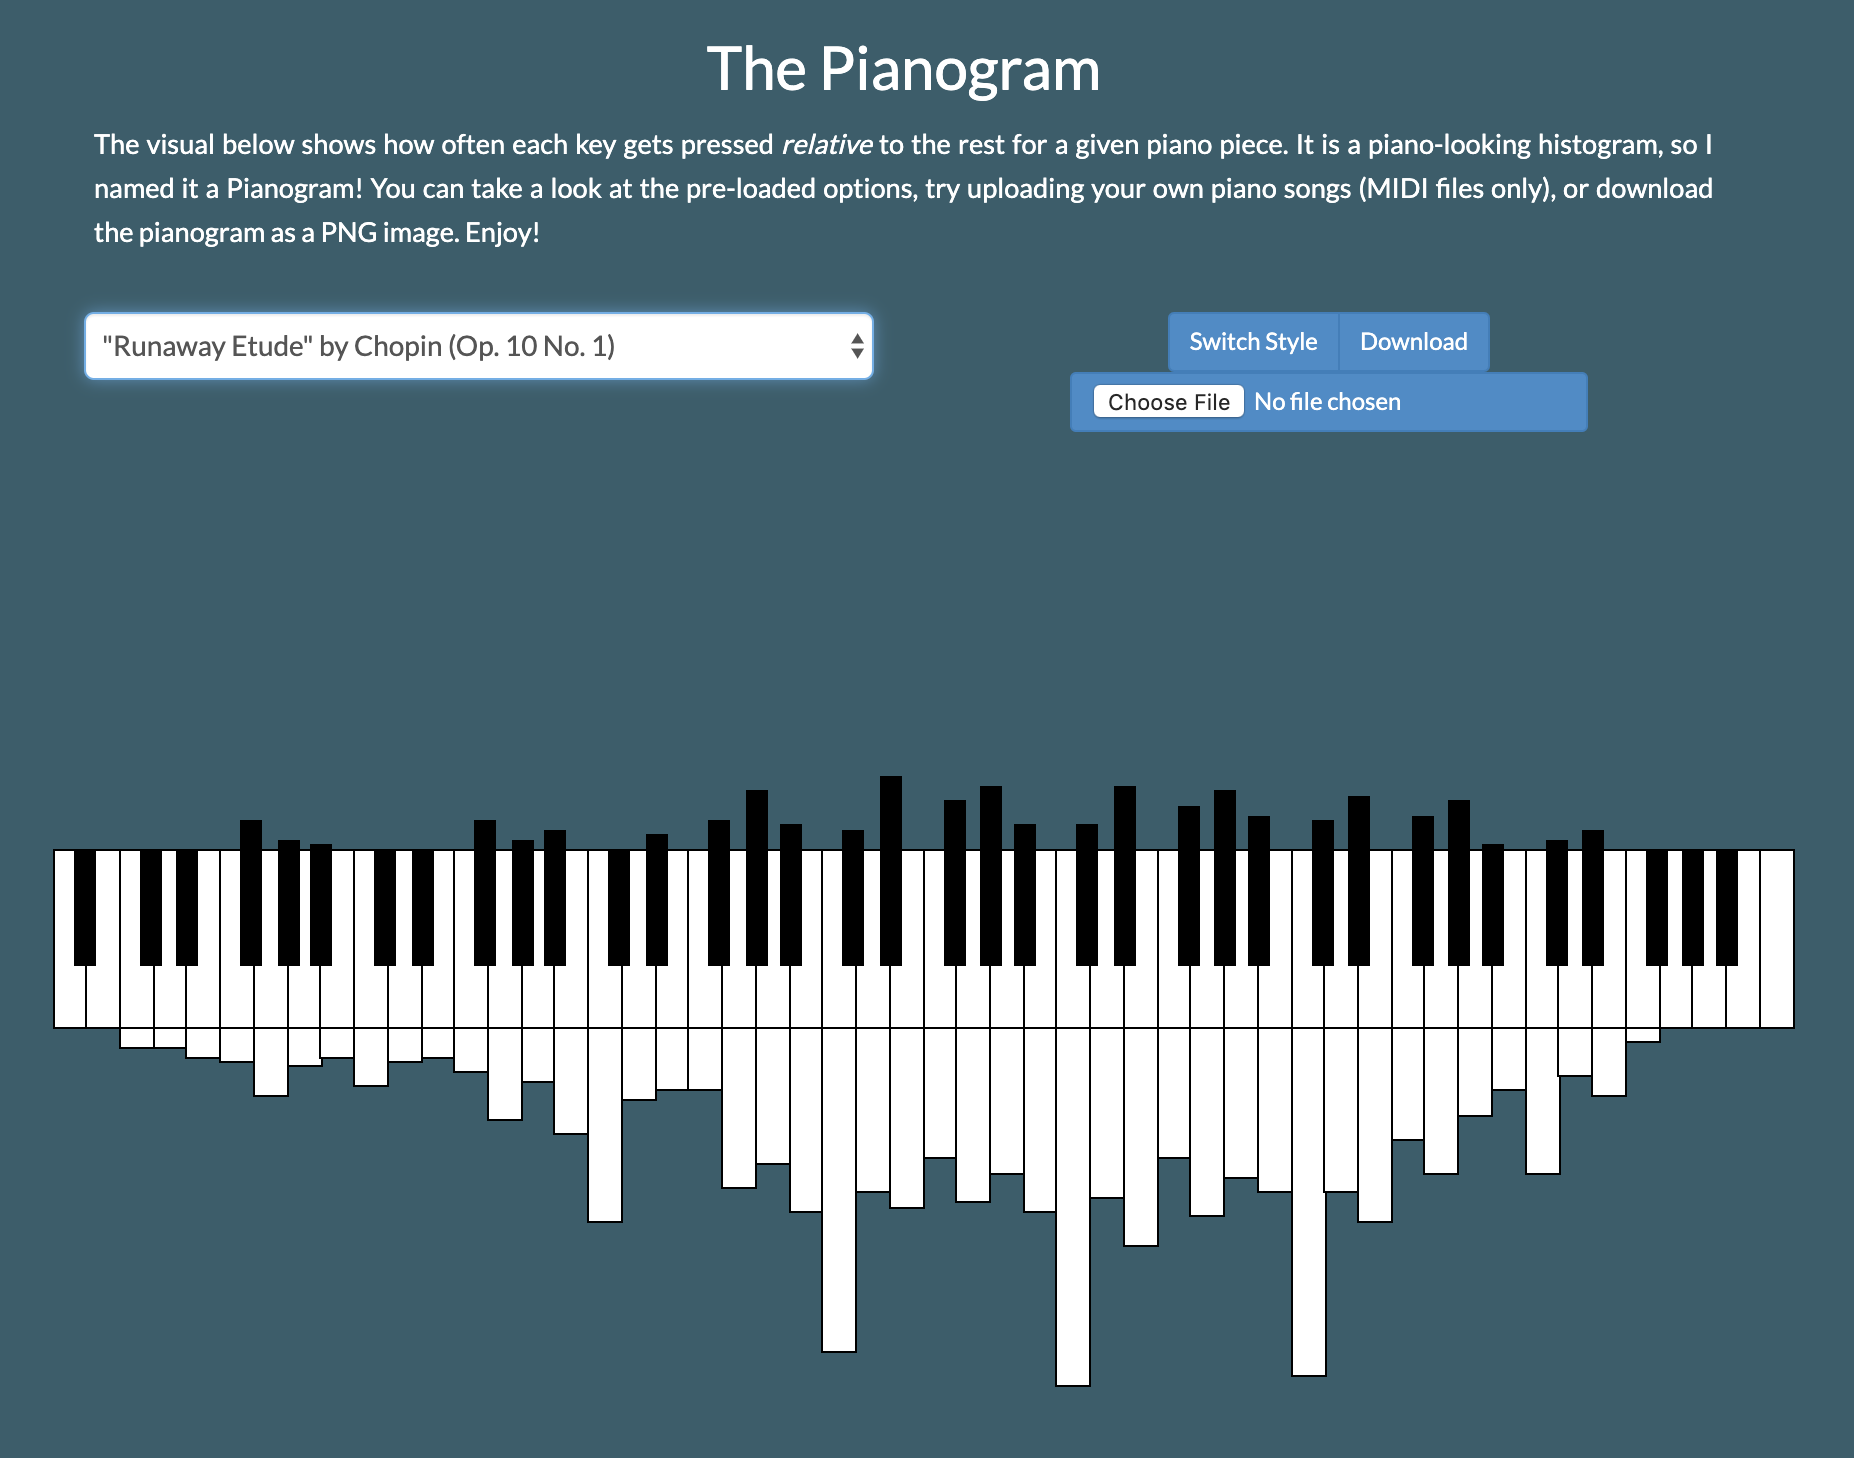 The Pianogram
The visual below shows how often each key gets pressed relative to the rest for a given piano piece. It is a piano-looking histogram, so I
named it a Pianogram! You can take a look at the pre-loaded options, try uploading your own piano songs (MIDI files only), or download
the pianogram as a PNG image. Enjoy!
"Runaway Etude" by Chopin (Op. 10 No. 1)
Switch Style Download
Choose File No file chosen